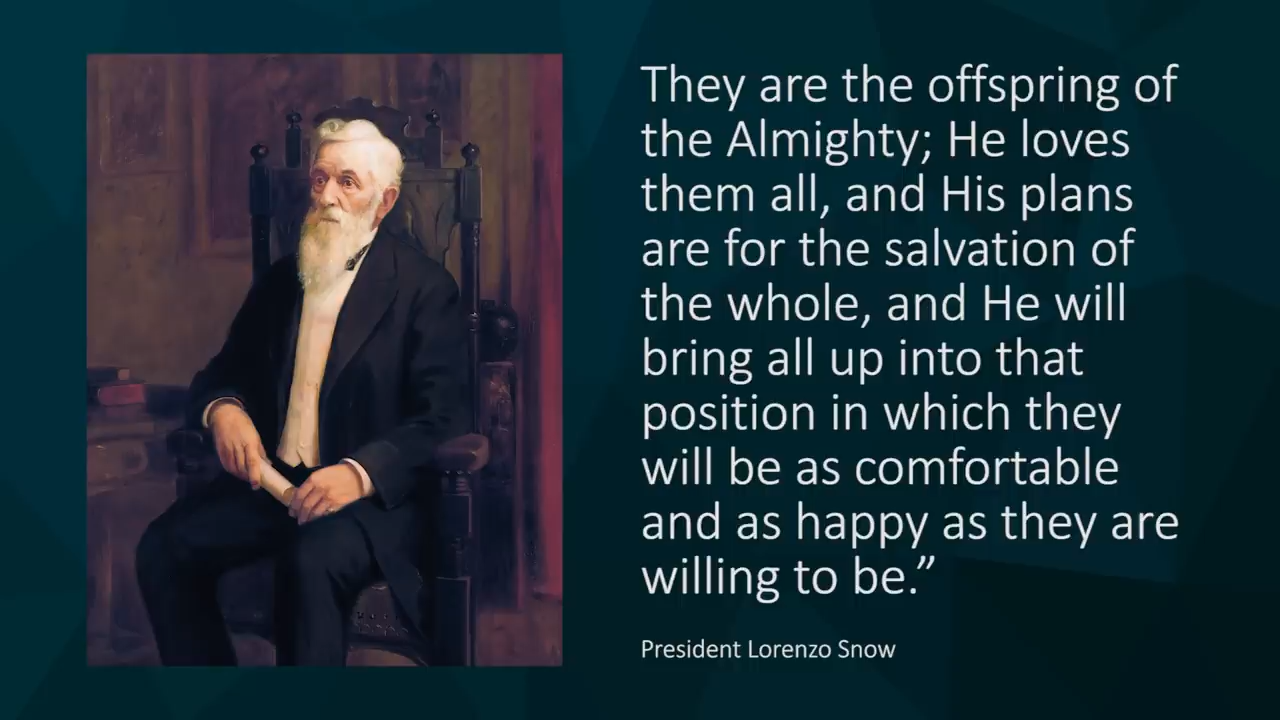 They are the offspring of
the Almighty; He loves
them all, and His plans
are for the salvation of
the whole, and He will
bring all up into that
position in which they
will be as comfortable
and as happy as they are
willing to be.”
President Lorenzo Snow